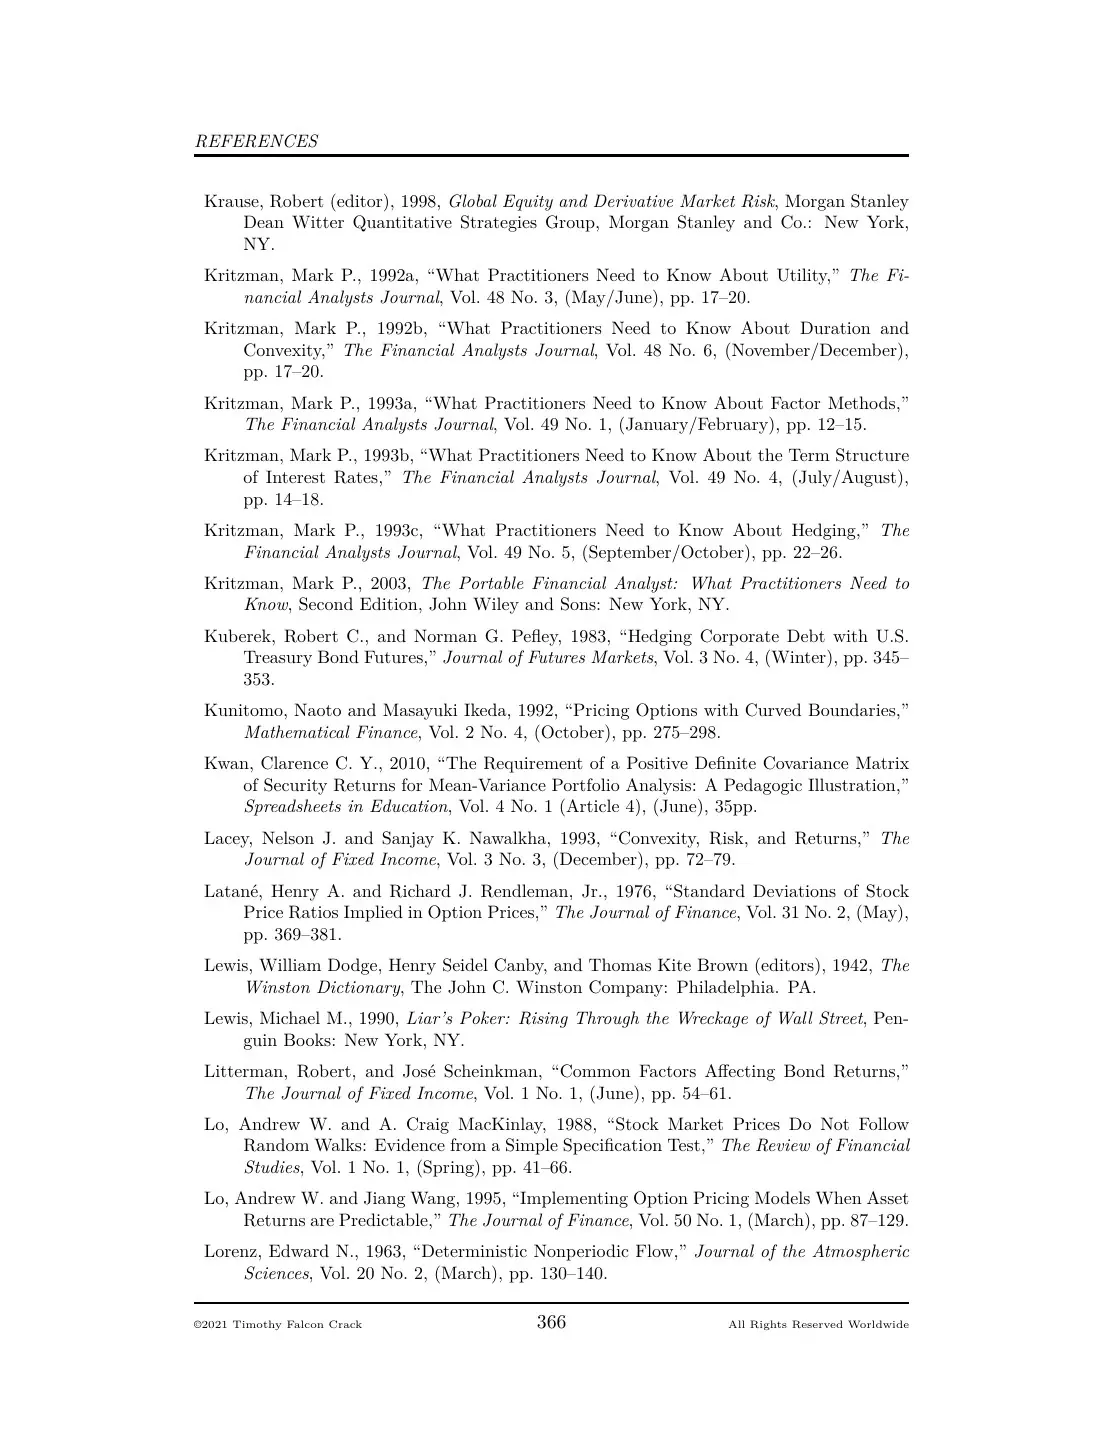 REFERENCES
Krause, Robert (editor), 1998, Global Equity and Derivative Market Risk, Morgan Stanley
Dean Witter Quantitative Strategies Group, Morgan Stanley and Co.: New York,
NY.
Kritzman, Mark P., 1992a, “What Practitioners Need to Know About Utility,” The Fi-
nancial Analysts Journal, Vol. 48 No. 3, (May/June), pp. 17–20.
Kritzman, Mark P., 1992b, “What Practitioners Need to Know About Duration and
Convexity,” The Financial Analysts Journal, Vol. 48 No. 6, (November/December),
pp. 17–20.
Kritzman, Mark P., 1993a, “What Practitioners Need to Know About Factor Methods,”
The Financial Analysts Journal, Vol. 49 No. 1, (January/February), pp. 12–15.
Kritzman, Mark P., 1993b, “What Practitioners Need to Know About the Term Structure
of Interest Rates,” The Financial Analysts Journal, Vol. 49 No. 4, (July/August),
pp. 14–18.
Kritzman, Mark P., 1993c, “What Practitioners Need to Know About Hedging,” The
Financial Analysts Journal, Vol. 49 No. 5, (September/October), pp. 22–26.
Kritzman, Mark P., 2003, The Portable Financial Analyst: What Practitioners Need to
Know, Second Edition, John Wiley and Sons: New York, NY.
Kuberek, Robert C., and Norman G. Pefley, 1983, “Hedging Corporate Debt with U.S.
Treasury Bond Futures,” Journal of Futures Markets, Vol. 3 No. 4, (Winter), pp. 345–
353.
Kunitomo, Naoto and Masayuki Ikeda, 1992, “Pricing Options with Curved Boundaries,”
Mathematical Finance, Vol. 2 No. 4, (October), pp. 275–298.
Kwan, Clarence C. Y., 2010, “The Requirement of a Positive Definite Covariance Matrix
of Security Returns for Mean-Variance Portfolio Analysis: A Pedagogic Illustration,”
Spreadsheets in Education, Vol. 4 No. 1 (Article 4), (June), 35pp.
Lacey, Nelson J. and Sanjay K. Nawalkha, 1993, “Convexity, Risk, and Returns,” The
Journal of Fixed Income, Vol. 3 No. 3, (December), pp. 72–79.
Latané, Henry A. and Richard J. Rendleman, Jr., 1976, “Standard Deviations of Stock
Price Ratios Implied in Option Prices,” The Journal of Finance, Vol. 31 No. 2, (May),
pp. 369–381.
Lewis, William Dodge, Henry Seidel Canby, and Thomas Kite Brown (editors), 1942, The
Winston Dictionary, The John C. Winston Company: Philadelphia. PA.
Lewis, Michael M., 1990, Liar’s Poker: Rising Through the Wreckage of Wall Street, Pen-
guin Books: New York, NY.
Litterman, Robert, and José Scheinkman, “Common Factors Affecting Bond Returns,”
The Journal of Fixed Income, Vol. 1 No. 1, (June), pp. 54–61.
Lo, Andrew W. and A. Craig MacKinlay, 1988, “Stock Market Prices Do Not Follow
Random Walks: Evidence from a Simple Specification Test,” The Review of Financial
Studies, Vol. 1 No. 1, (Spring), pp. 41–66.
Lo, Andrew W. and Jiang Wang, 1995, “Implementing Option Pricing Models When Asset
Returns are Predictable,” The Journal of Finance, Vol. 50 No. 1, (March), pp. 87–129.
Lorenz, Edward N., 1963, “Deterministic Nonperiodic Flow,” Journal of the Atmospheric
Sciences, Vol. 20 No. 2, (March), pp. 130–140.
©2021 Timothy Falcon Crack 366 All Rights Reserved Worldwide